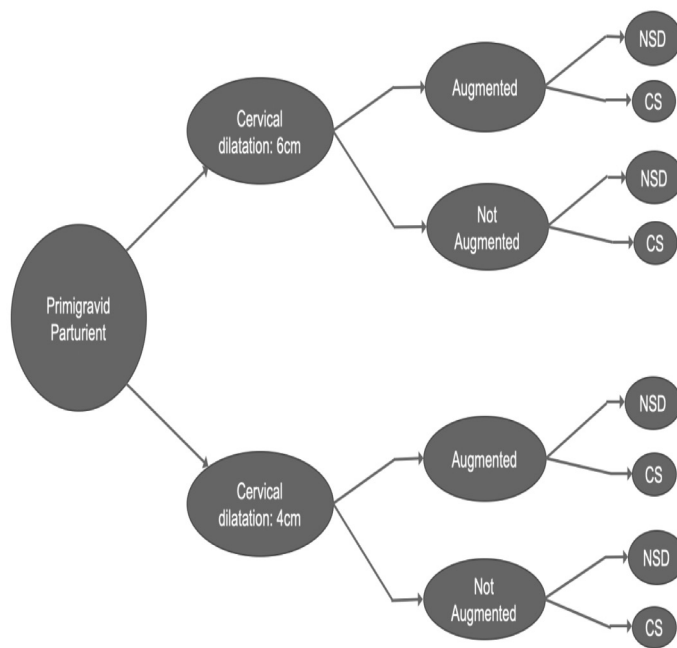 Primigravid
Parturient
Cervical
dilatation: 6cm
Augmented
NSD
CS
Not
Augmented
NSD
CS
Cervical
dilatation: 4cm
Augmented
NSD
CS
Not
Augmented
NSD
CS